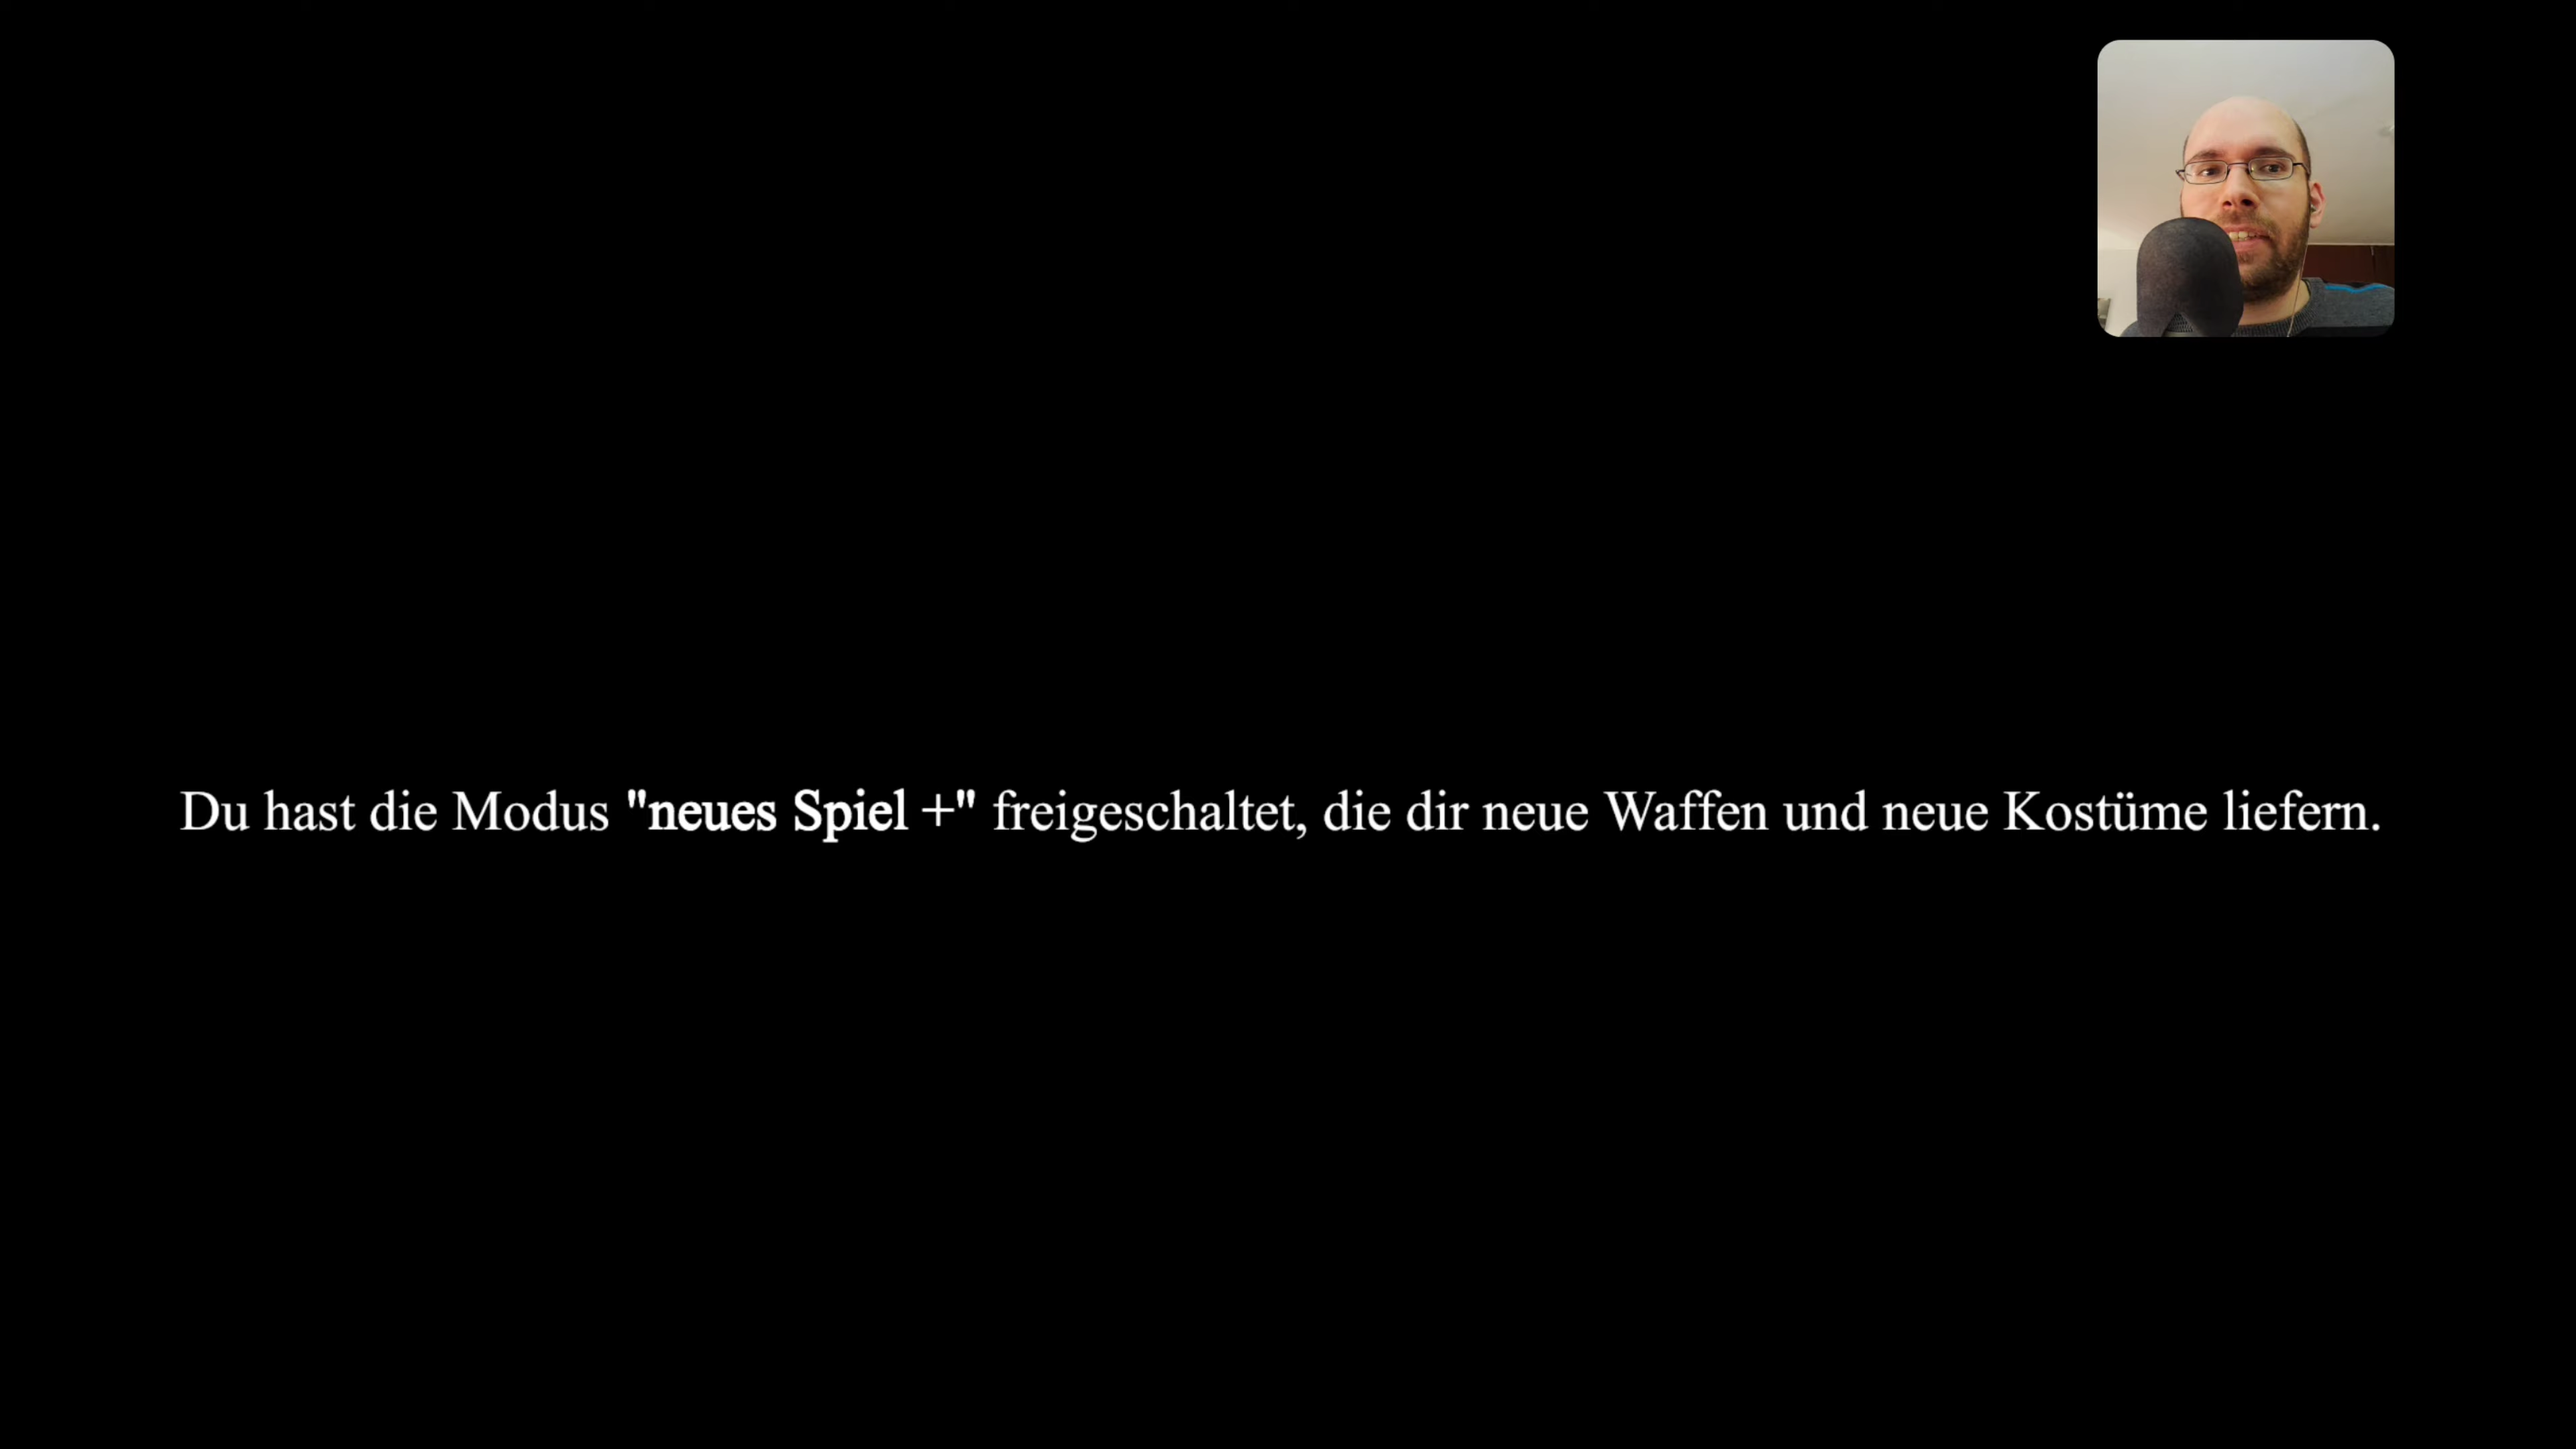 Du hast die Modus "neues Spiel +" freigeschaltet, die dir neue Waffen und neue Kostüme liefern.